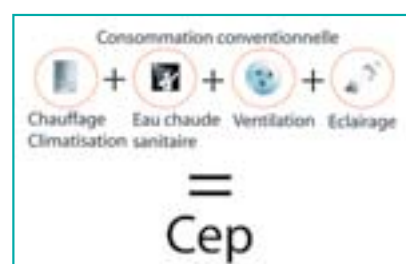 Consommation conventionnelle
+ + +
Chauffage Eau chaude Ventilation Eclairage
Climatisation sanitaire
=
Cep